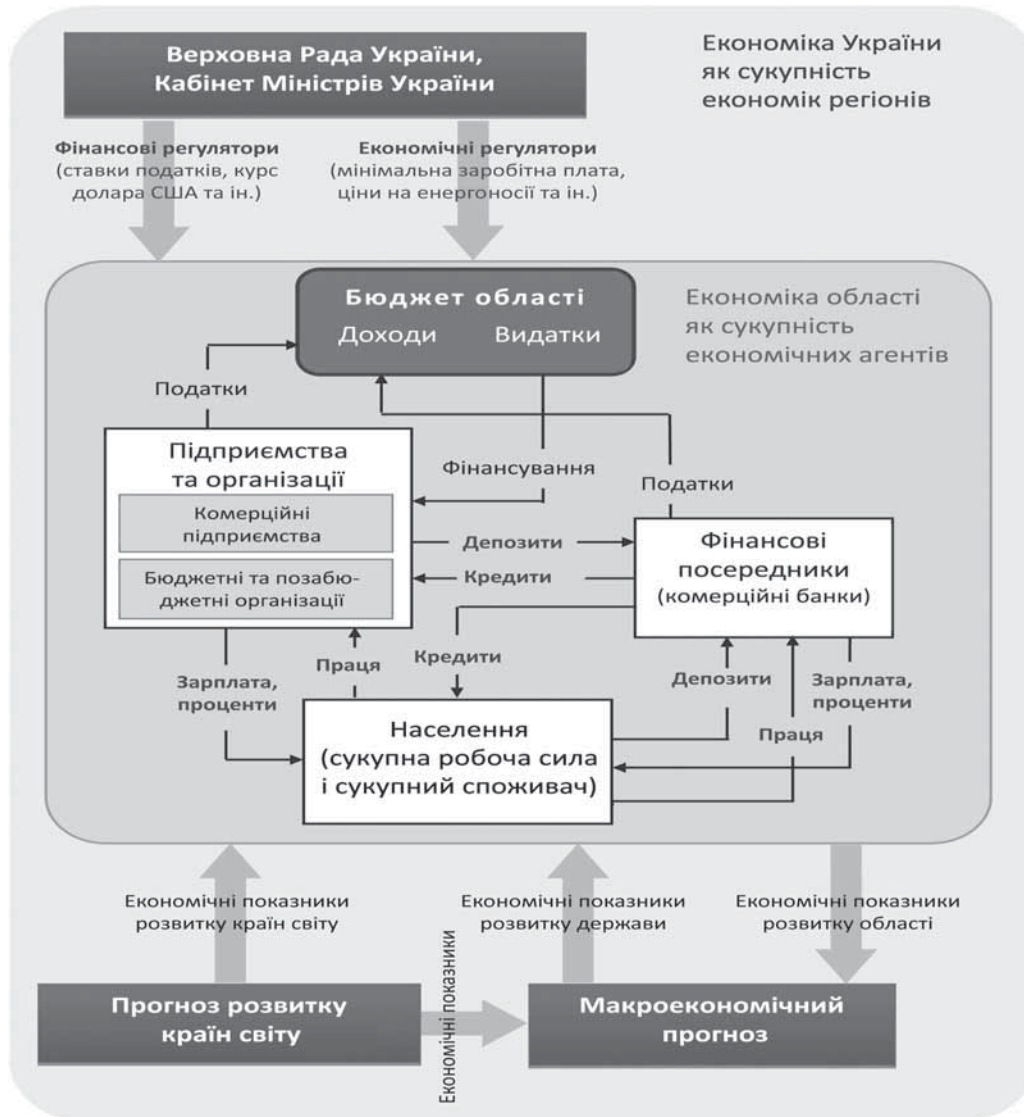 Верховна Рада України,
Кабінет Міністрів України
Економіка України
як сукупність
економік регіонів
Фінансові регулятори
(ставки податків, курс
долара США та ін.)
Економічні регулятори
(мінімальна заробітна плата,
ціни на енергоносії та ін.)
Бюджет області
Доходи Видатки
Економіка області
як сукупність
економічних агентів
Податки
Підприємства
та організації
Комерційні
підприємства
Бюджетні та позабю-
джетні організації
Фінансування
Податки
Депозити
Кредити
Фінансові
посередники
(комерційні банки)
Зарплата,
проценти
Праця
Кредити
Депозити
Зарплата,
проценти
Праця
Населення
(сукупна робоча сила
і сукупний споживач)
Економічні показники
розвитку країн світу
Економічні показники
розвитку держави
Економічні показники
розвитку області
Прогноз розвитку
країн світу
Економічні показники
Макроекономічний
прогноз